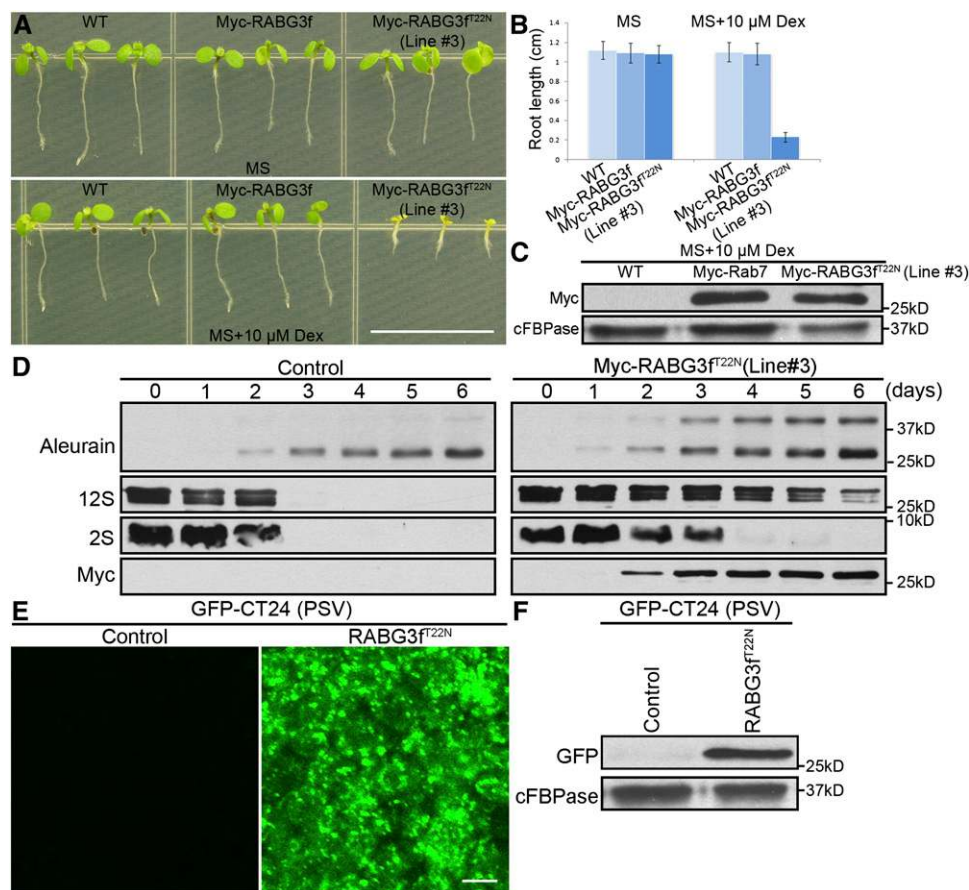 A
WT
Myc-RABG3f
Myc-RABG3fT22N
(Line #3)
MS
WT
Myc-RABG3f
Myc-RABG3fT22N
(Line #3)
MS+10 µM Dex
B
MS
MS+10 µM Dex
Root length (cm)
1.4
1.2
1
0.8
0.6
0.4
0.2
0
WT
Myc-RABG3f
Myc-RABG3fT22N
(Line #3)
WT
Myc-RABG3f
Myc-RABG3fT22N
(Line #3)
C
MS+10 µM Dex
WT
Myc-Rab7
Myc-RABG3fT22N (Line #3)
Myc
25kD
cFBPase
37kD
D
Control
Myc-RABG3fT22N(Line#3)
0 1 2 3 4 5 6
0 1 2 3 4 5 6 (days)
Aleurain
37kD
25kD
12S
25kD
2S
10kD
Myc
25kD
E
GFP-CT24 (PSV)
Control
RABG3fT22N
F
GFP-CT24 (PSV)
Control
RABG3fT22N
GFP
25kD
cFBPase
37kD